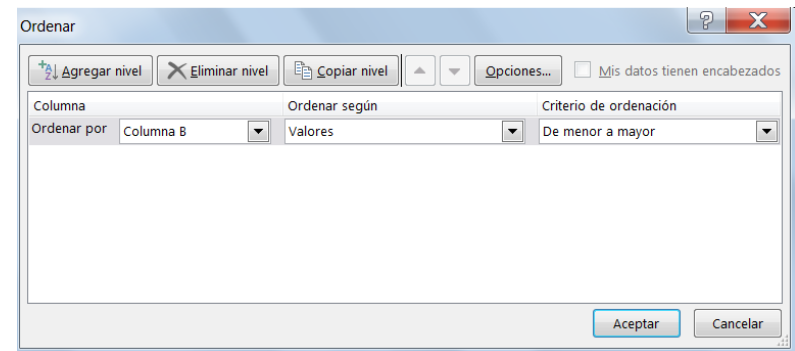 Ordenar
Agregar nivel Eliminar nivel Copiar nivel Opciones... Mis datos tienen encabezados
Columna Ordenar según Criterio de ordenación
Ordenar por Columna B Valores De menor a mayor
Aceptar Cancelar